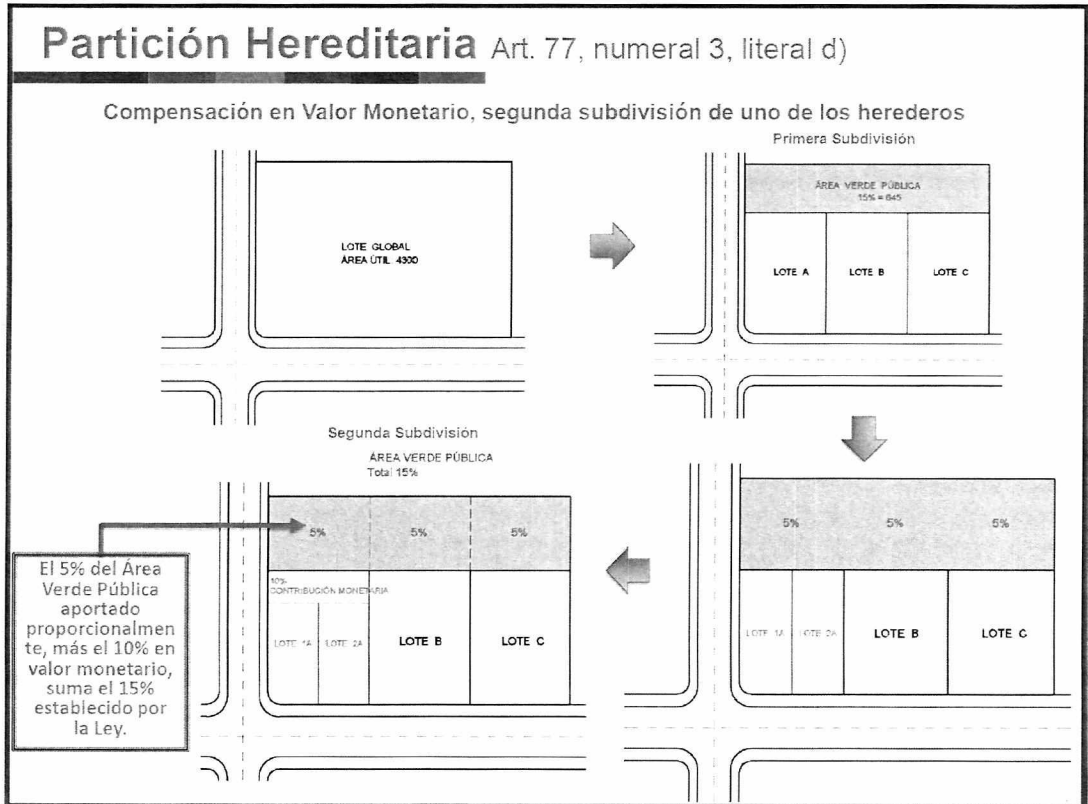 Partición Hereditaria Art. 77, numeral 3, literal d)
Compensación en Valor Monetario, segunda subdivisión de uno de los herederos
Primera Subdivisión
LOTE GLOBAL
ÁREA ÚTIL 4300
ÁREA VERDE PÚBLICA
15% = 645
LOTE A
LOTE B
LOTE C
Segunda Subdivisión
ÁREA VERDE PÚBLICA
Total 15%
5%
5%
5%
10%
CONTRIBUCIÓN MONETARIA
LOTE 1A
LOTE 2A
LOTE B
LOTE C
El 5% del Área
Verde Pública
aportado
proporcionalmen
te, más el 10% en
valor monetario,
suma el 15%
establecido por
la Ley.
5%
5%
5%
LOTE 1A
LOTE 2A
LOTE B
LOTE C